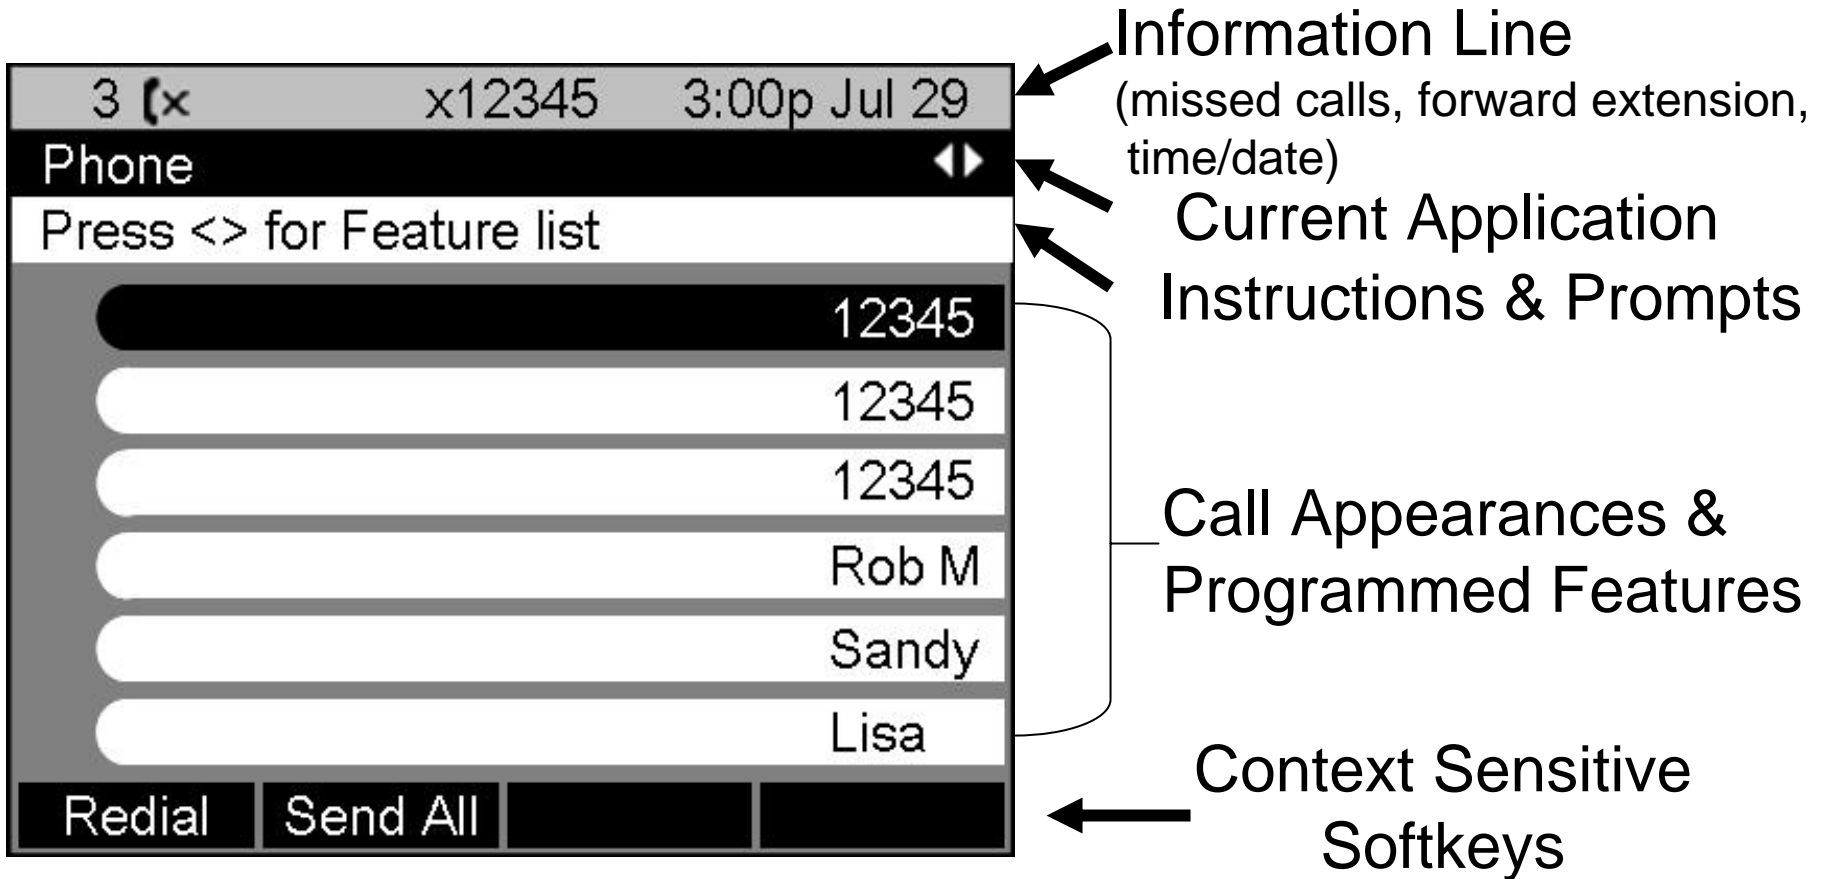 3 x12345 3:00p Jul 29
Phone
Press <> for Feature list
12345
12345
12345
Rob M
Sandy
Lisa
Redial Send All
Information Line
(missed calls, forward extension,
time/date)
Current Application
Instructions & Prompts
Call Appearances &
Programmed Features
Context Sensitive
Softkeys